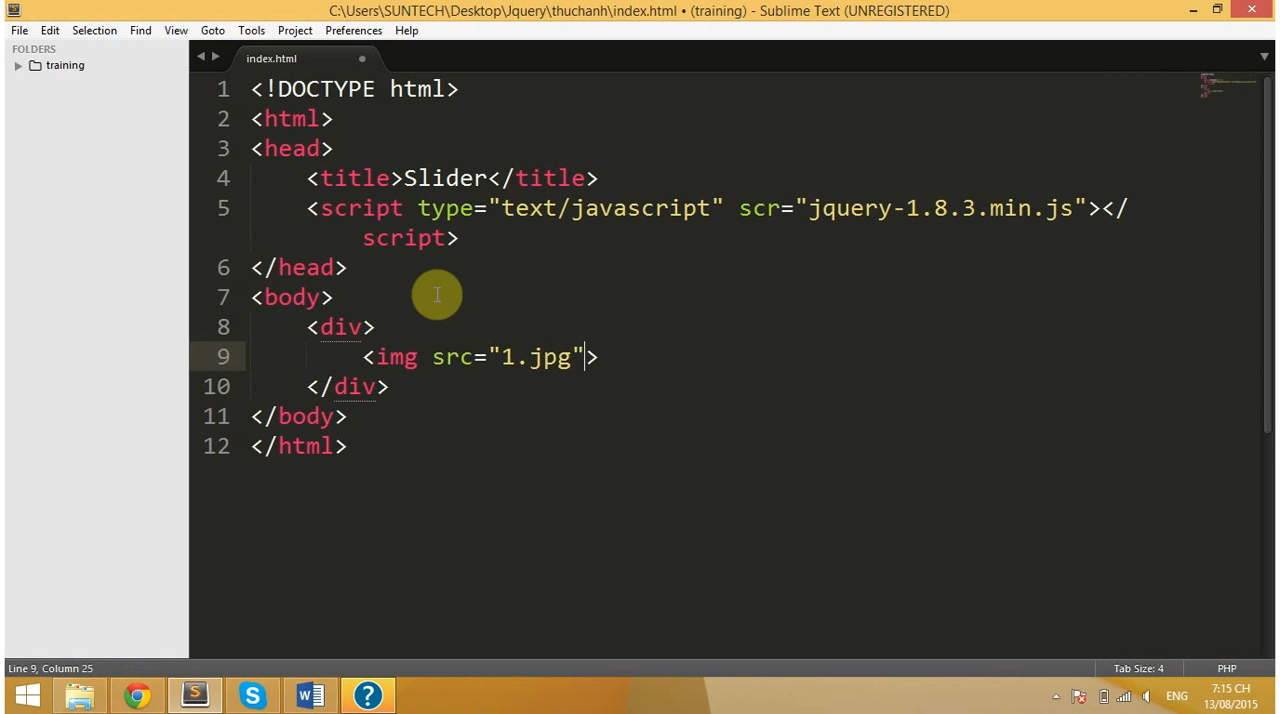 C:\Users\SUNTECH\Desktop\Jquery\thuchanh\index.html • (training) - Sublime Text (UNREGISTERED)
File Edit Selection Find View Goto Tools Project Preferences Help
FOLDERS
training
index.html
1 <!DOCTYPE html>
2 <html>
3 <head>
4 <title>Slider</title>
5 <script type="text/javascript" scr="jquery-1.8.3.min.js"></
script>
6 </head>
7 <body>
8 <div>
9 <img src="1.jpg">
10 </div>
11 </body>
12 </html>
Line 9, Column 25 Tab Size: 4 PHP
ENG 7:15 CH
13/08/2015